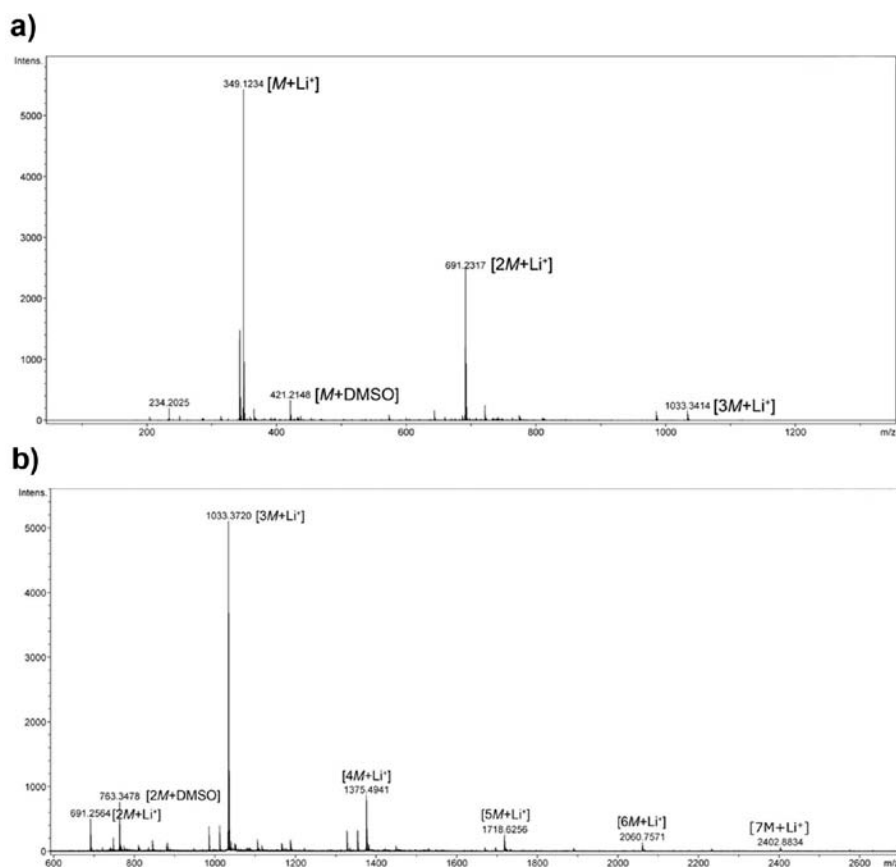 a)
Intens.
5000
4000
3000
2000
1000
0
349.1234 [M+Li⁺]
691.2317 [2M+Li⁺]
234.2025
421.2148 [M+DMSO]
1033.3414 [3M+Li⁺]
200 400 600 800 1000 1200 m/z
b)
Intens.
5000
4000
3000
2000
1000
0
1033.3720 [3M+Li⁺]
763.3478 [2M+DMSO]
691.2564 [2M+Li⁺]
[4M+Li⁺]
1375.4941
[5M+Li⁺]
1718.6256
[6M+Li⁺]
2060.7571
[7M+Li⁺]
2402.8834
600 800 1000 1200 1400 1600 1800 2000 2200 2400 2600 m/z